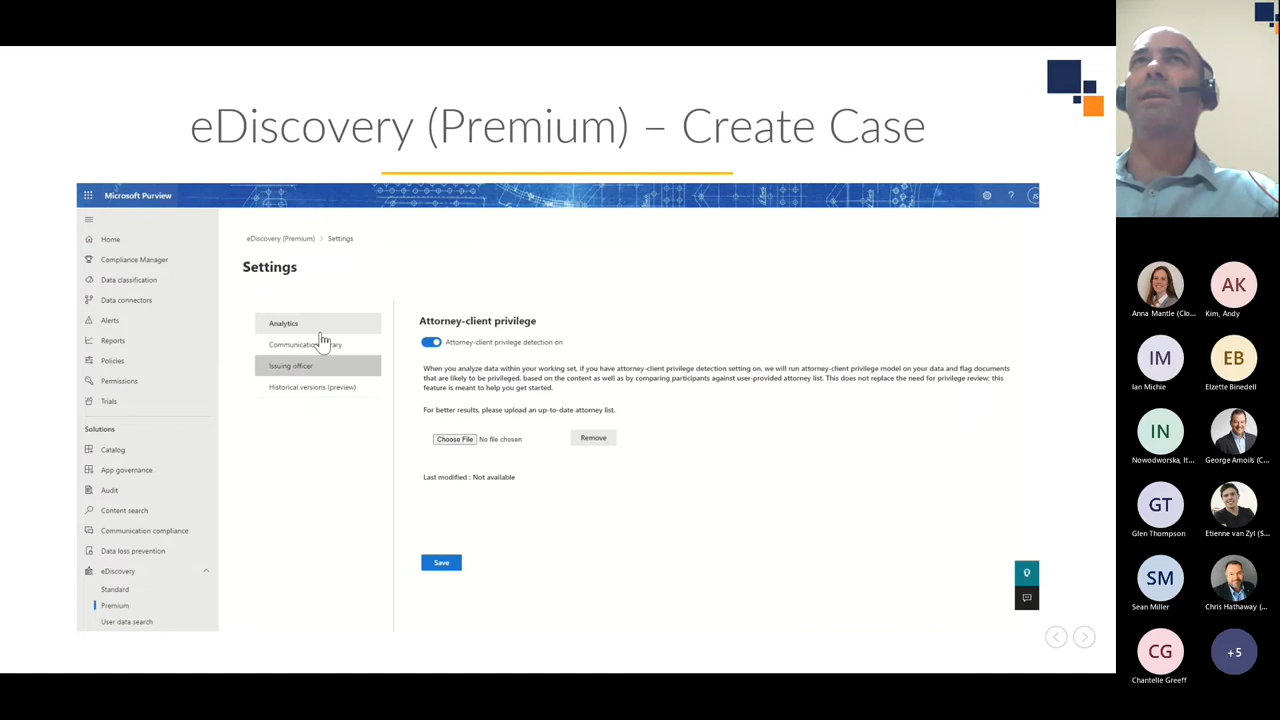 eDiscovery (Premium) – Create Case
Microsoft Purview
?
Home
Compliance Manager
Data classification
Data connectors
Alerts
Reports
Policies
Permissions
Trials
Solutions
Catalog
App governance
Audit
Content search
Communication compliance
Data loss prevention
eDiscovery
Standard
Premium
User data search
eDiscovery (Premium) > Settings
Settings
Analytics
Issuing officer
Historical versions (preview)
Attorney-client privilege
Attorney-client privilege detection on
When you analyze data within your working set, if you have attorney-client privilege detection setting on, we will run attorney-client privilege model on your data and flag documents
that are likely to be privileged, based on the content as well as by comparing participants against user-provided attorney list. This does not replace the need for privilege review; this
feature is meant to help you get started.
For better results, please upload an up-to-date attorney list.
Choose File No file chosen
Remove
Last modified : Not available
Save
Anna Mantle (Clo...
AK
Kim, Andy
IM
Ian Michie
EB
Elzette Binedell
IN
Nowodworska, It...
George Amoils (C...
GT
Glen Thompson
Etienne van Zyl (S...
SM
Sean Miller
Chris Hathaway (...
CG
Chantelle Greeff
+5